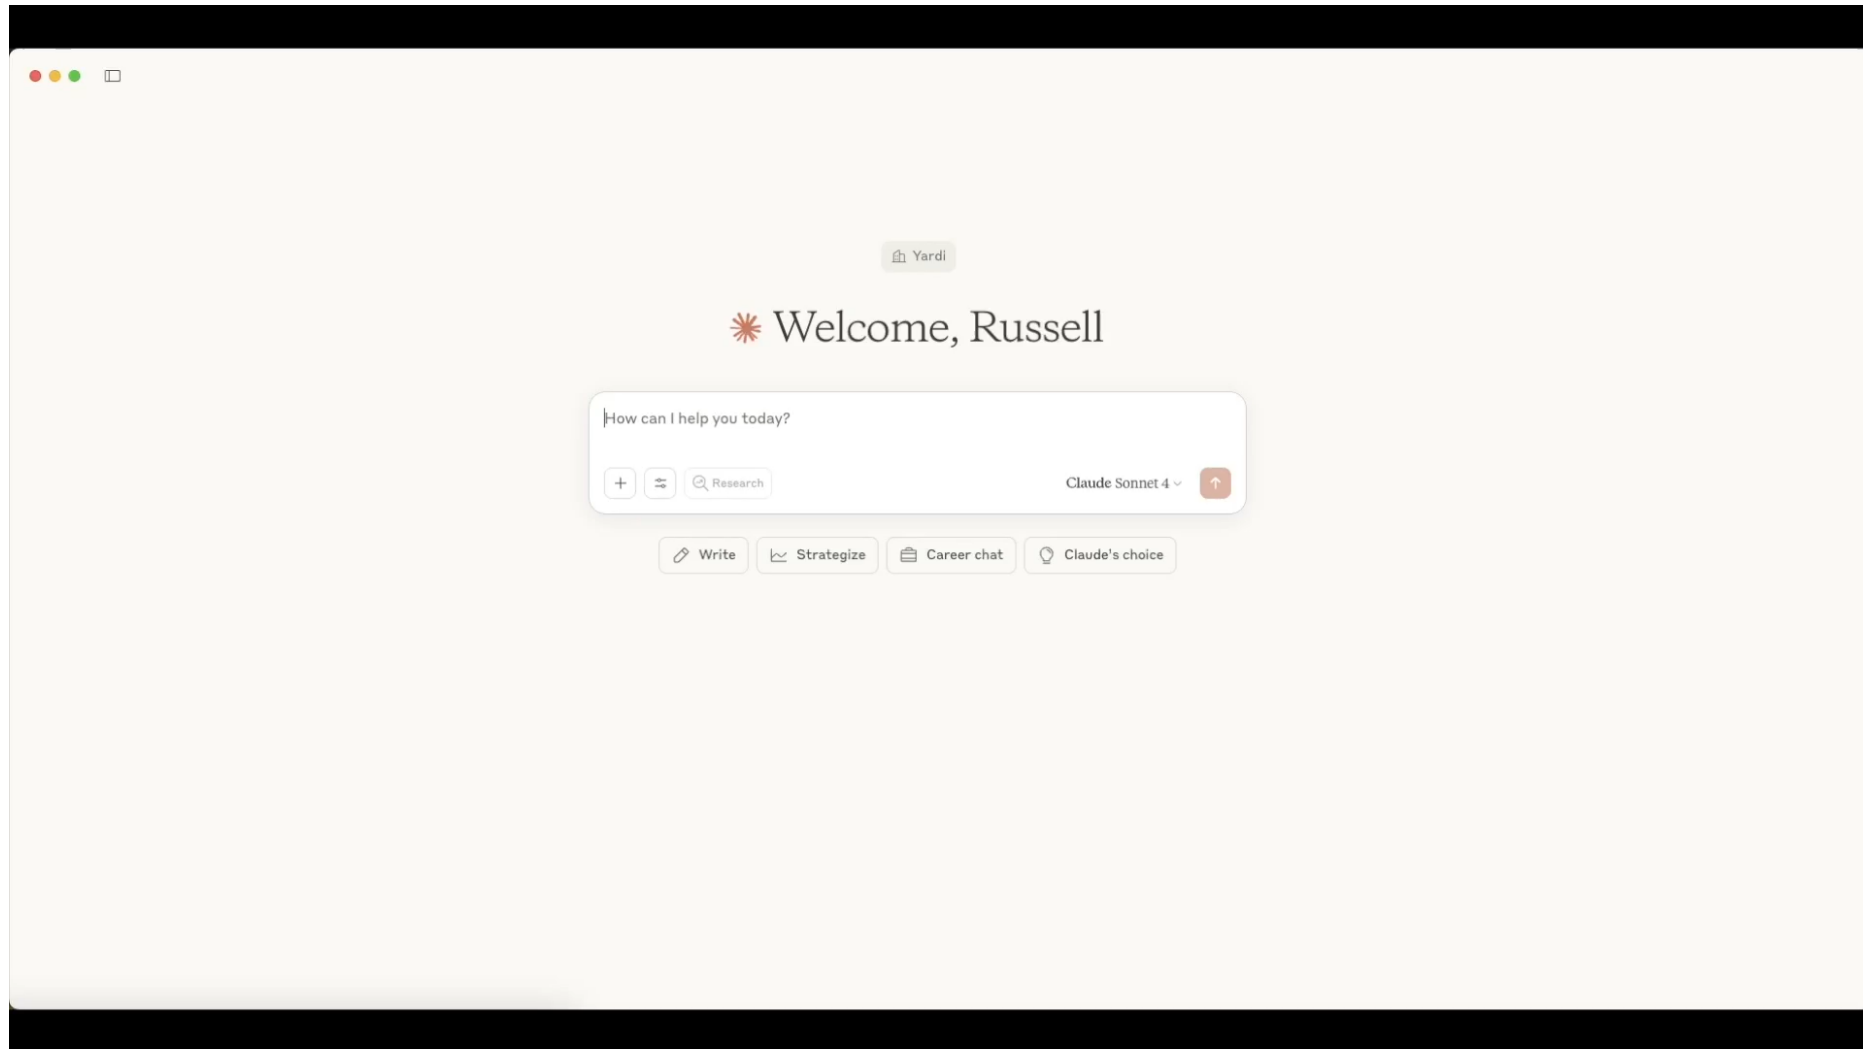 Yardi
Welcome, Russell
How can I help you today?
Research
Claude Sonnet 4
Write
Strategize
Career chat
Claude's choice